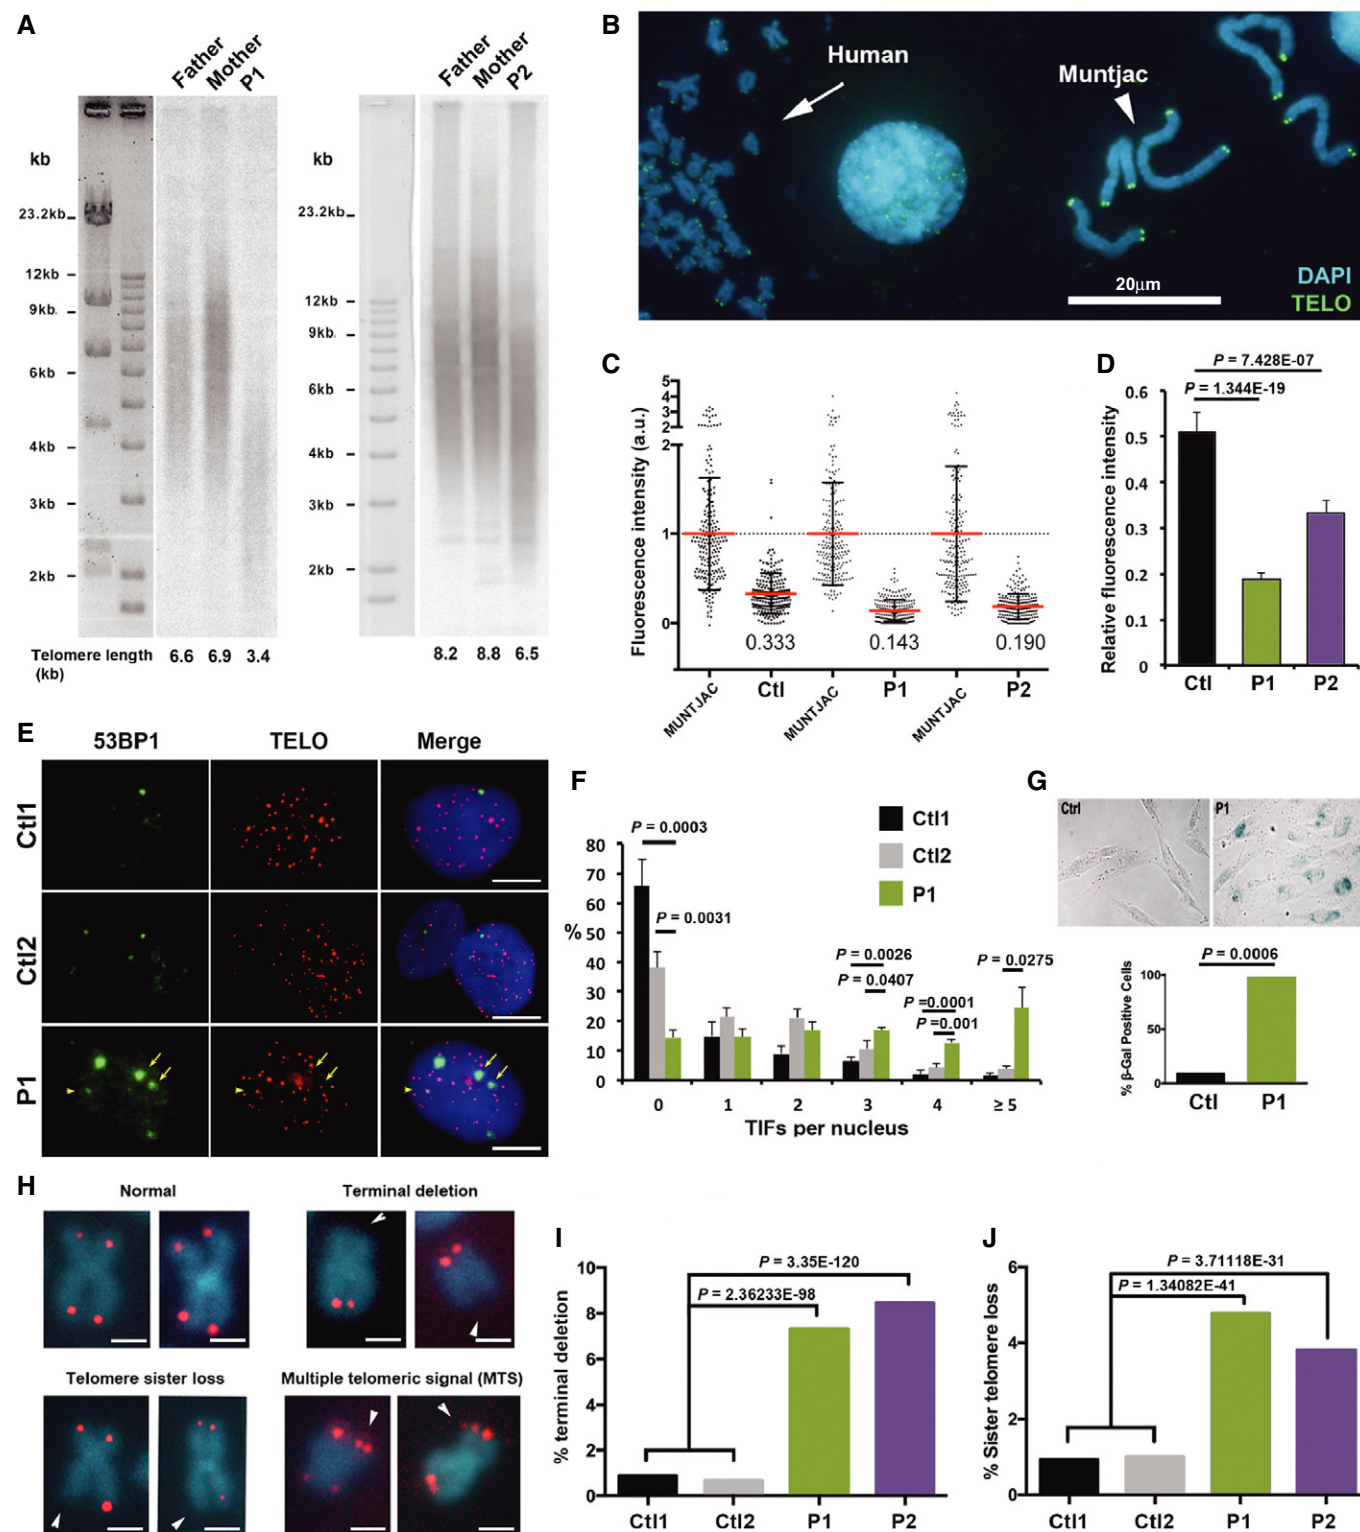 A
Father
Mother
P1
kb
23.2kb
12kb
9kb
6kb
4kb
3kb
2kb
Telomere length
(kb)
6.6 6.9 3.4
Father
Mother
P2
kb
23.2kb
12kb
9kb
6kb
4kb
3kb
2kb
8.2 8.8 6.5
B
Human
Muntjac
20µm
DAPI
TELO
C
Fluorescence intensity (a.u.)
5
4
3
2
2
1
0
0.333
0.143
0.190
MUNTJAC
Ctl
MUNTJAC
P1
MUNTJAC
P2
D
P = 7.428E-07
P = 1.344E-19
Relative fluorescence intensity
0.6
0.5
0.4
0.3
0.2
0.1
0
Ctl P1 P2
E
53BP1 TELO Merge
Ctl1
Ctl2
P1
F
Ctl1
Ctl2
P1
P = 0.0003
P = 0.0031
P = 0.0026
P = 0.0407
P =0.0001
P =0.001
P = 0.0275
%
80
70
60
50
40
30
20
10
0
0 1 2 3 4 ≥ 5
TIFs per nucleus
G
Ctrl
P1
P = 0.0006
% β-Gal Positive Cells
100
50
0
Ctl P1
H
Normal
Terminal deletion
Telomere sister loss
Multiple telomeric signal (MTS)
I
P = 3.35E-120
P = 2.36233E-98
% terminal deletion
10
8
6
4
2
0
Ctl1 Ctl2 P1 P2
J
P = 3.71118E-31
P = 1.34082E-41
% Sister telomere loss
6
4
2
0
Ctl1 Ctl2 P1 P2